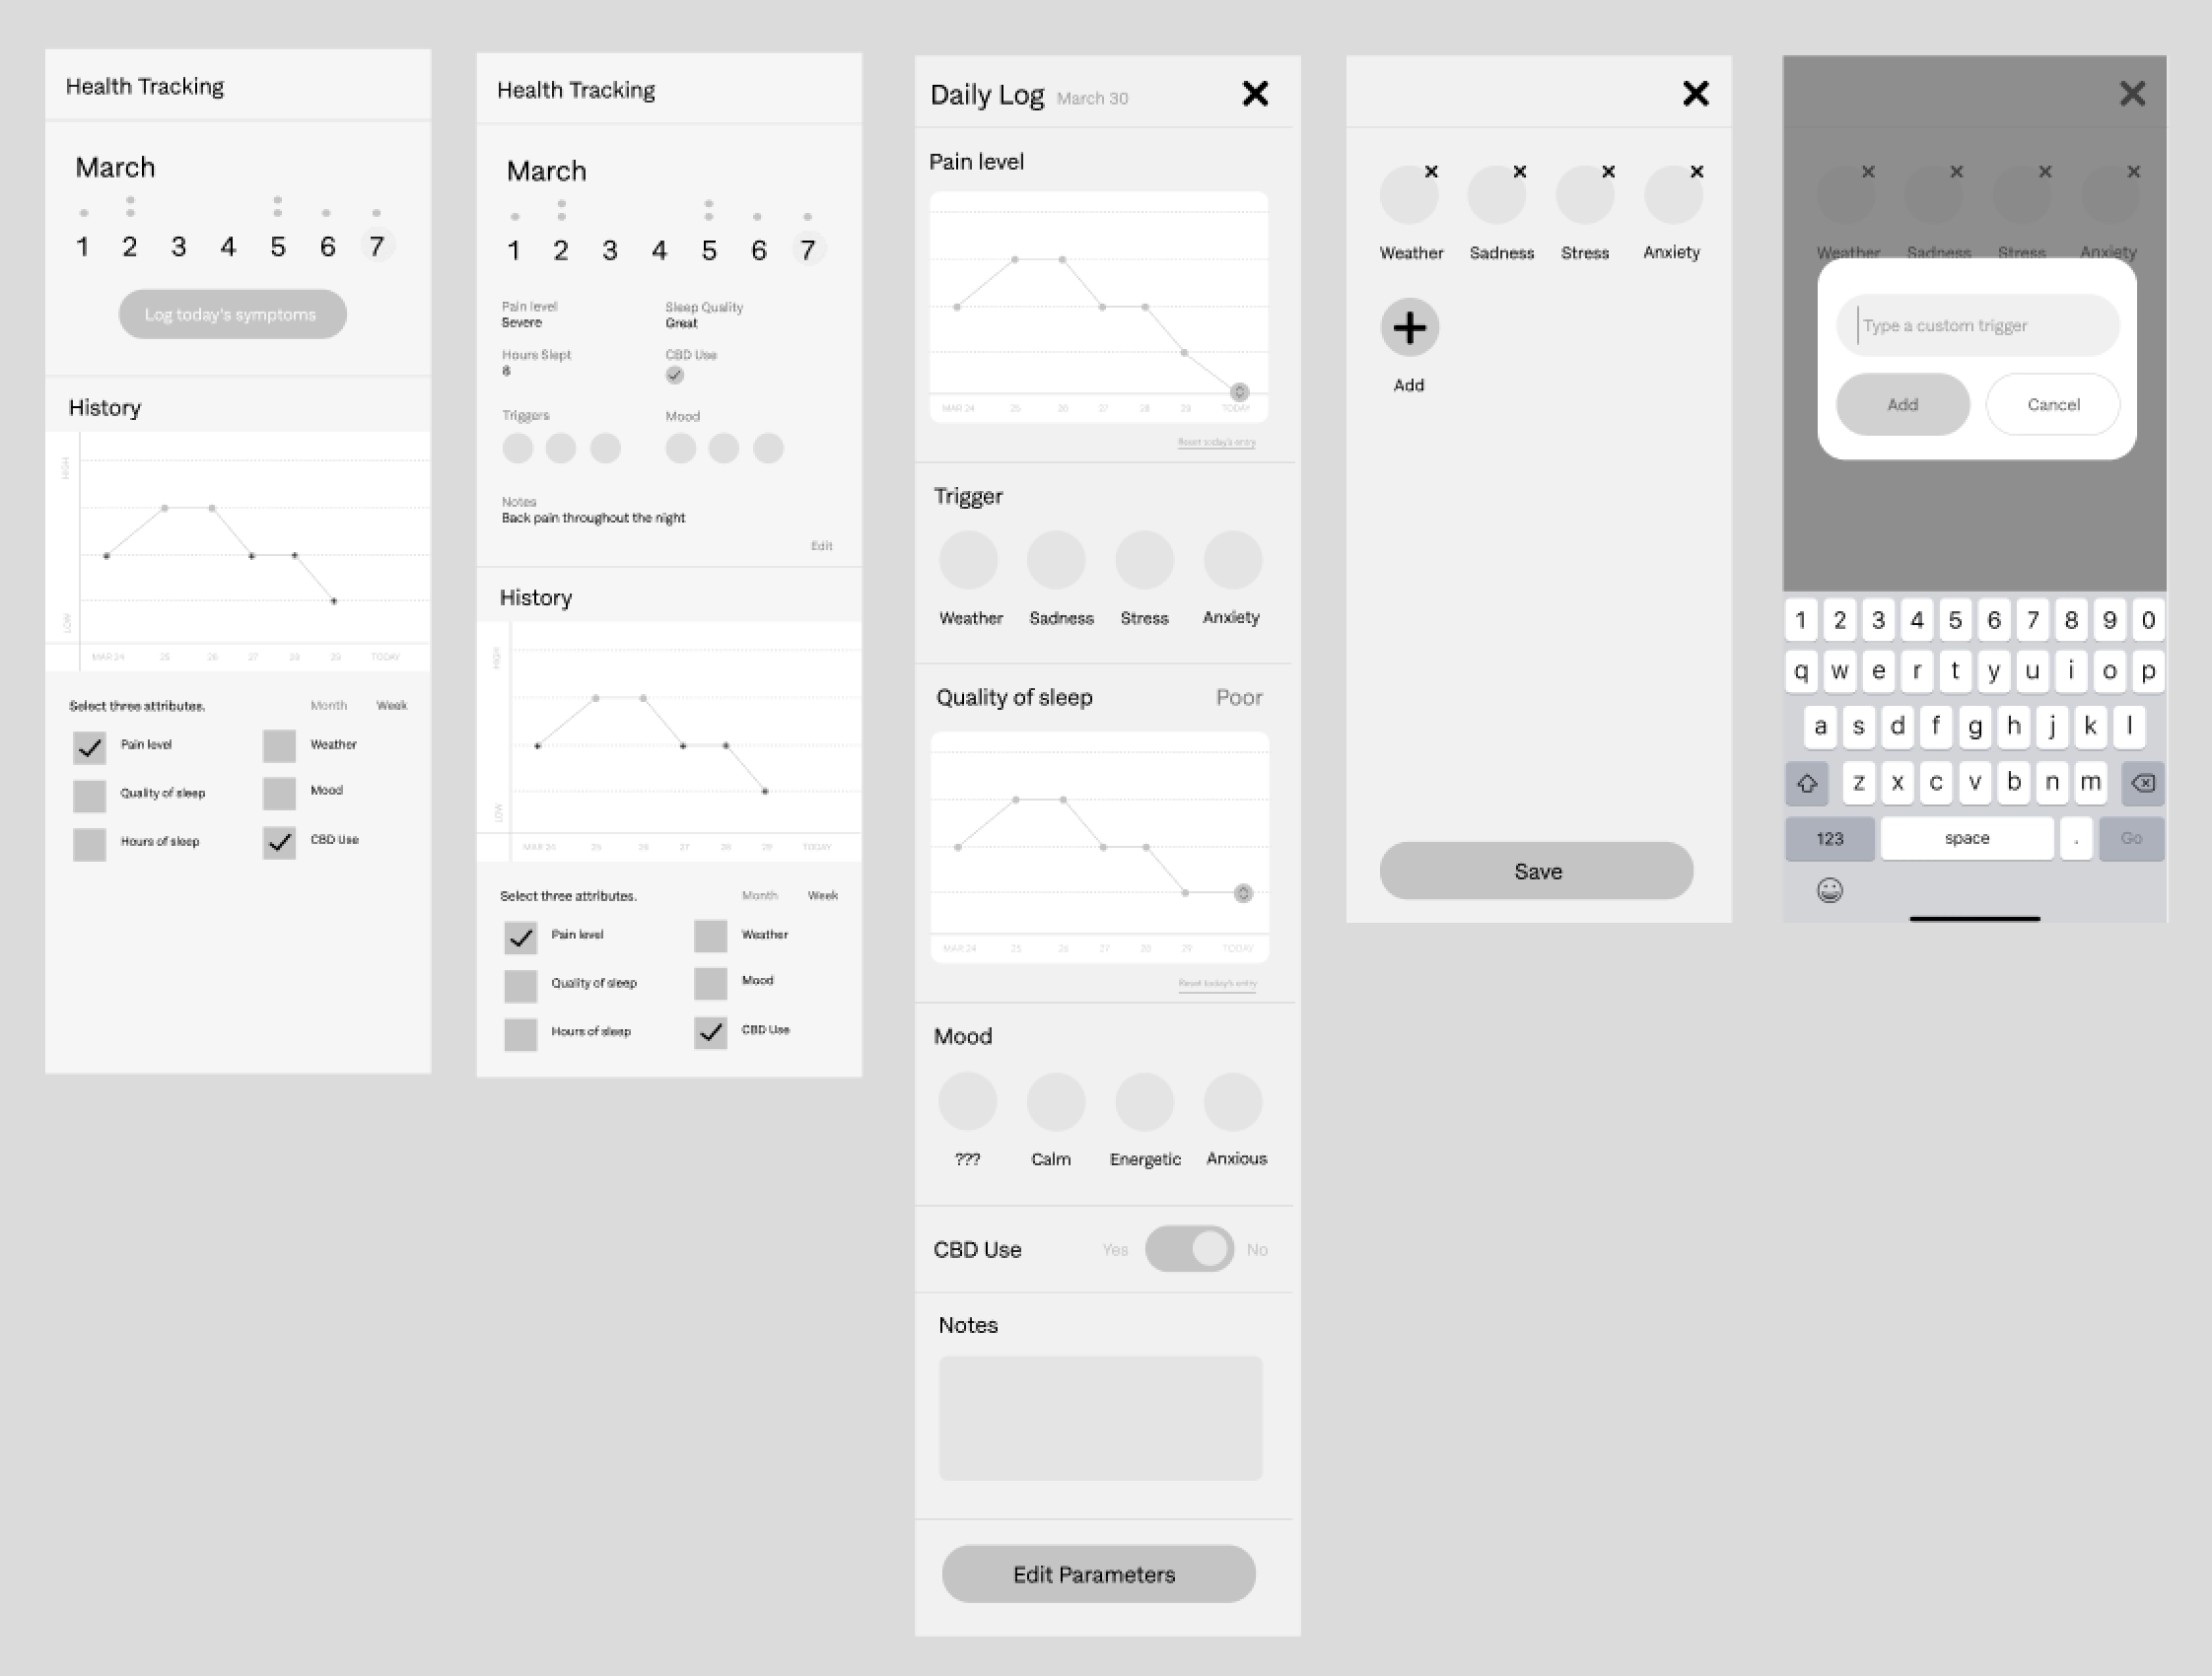 Health Tracking
March
1 2 3 4 5 6 7
Log today's symptoms
History
HIGH
LOW
MAR 24 25 26 27 28 29 TODAY
Select three attributes. Month Week
Pain level Weather
Quality of sleep Mood
Hours of sleep CBD Use
Health Tracking
March
1 2 3 4 5 6 7
Pain level Sleep Quality
Severe Great
Hours Slept CBD Use
8
Triggers Mood
Notes
Back pain throughout the night
Edit
History
HIGH
LOW
MAR 24 25 26 27 28 29 TODAY
Select three attributes. Month Week
Pain level Weather
Quality of sleep Mood
Hours of sleep CBD Use
Daily Log March 30
Pain level
MAR 24 25 26 27 28 29 TODAY
Reset today's entry
Trigger
Weather Sadness Stress Anxiety
Quality of sleep Poor
MAR 24 25 26 27 28 29 TODAY
Reset today's entry
Mood
??? Calm Energetic Anxious
CBD Use Yes No
Notes
Edit Parameters
Weather Sadness Stress Anxiety
Add
Save
Weather Sadness Stress Anxiety
Type a custom trigger
Add Cancel
1 2 3 4 5 6 7 8 9 0
q w e r t y u i o p
a s d f g h j k l
z x c v b n m
123 space . Go